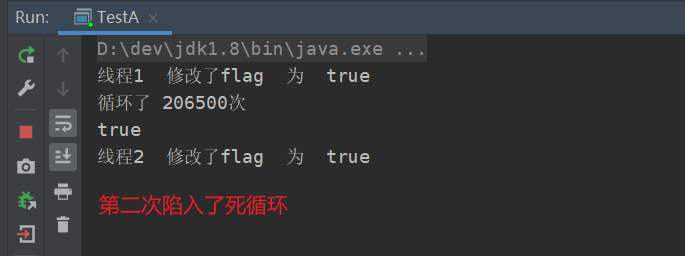 Run: TestA
D:\dev\jdk1.8\bin\java.exe ...
线程1 修改了flag 为 true
循环了 206500次
true
线程2 修改了flag 为 true
第二次陷入了死循环